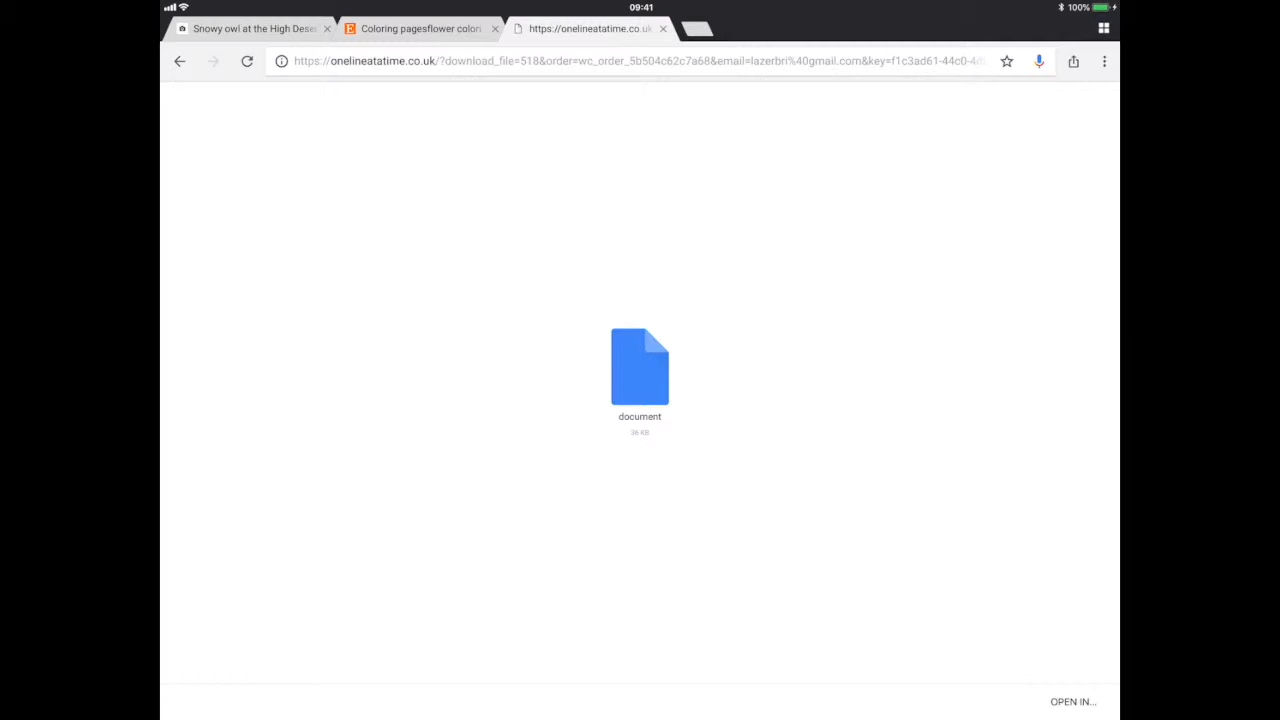 09:41
100%
Snowy owl at the High Dese
Coloring pagesflower colori
https://onelineatatime.co.uk
https://onelineatatime.co.uk/?download_file=518&order=wc_order_5b504c62c7a68&email=lazerbri%40gmail.com&key=f1c3ad61-44c0-4d
document
36 KB
OPEN IN...